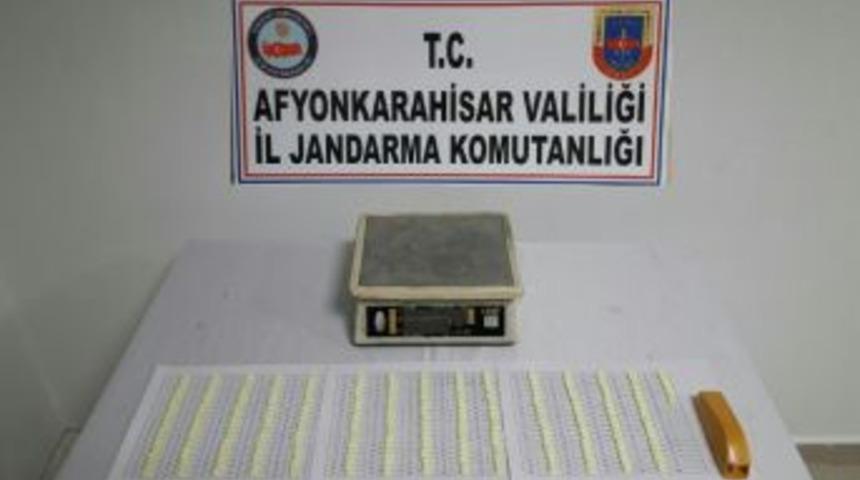 T.C.
AFYONKARAHİSAR VALİLİĞİ
İL JANDARMA KOMUTANLIĞI